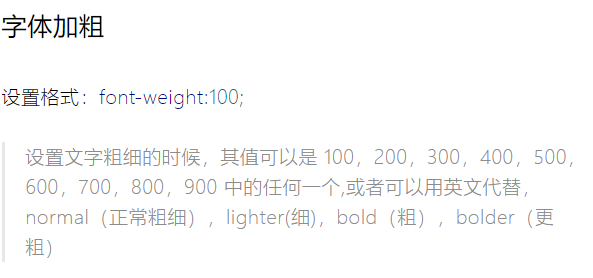 字体加粗
设置格式：font-weight:100;
设置文字粗细的时候，其值可以是 100，200，300，400，500，
600，700，800，900 中的任何一个,或者可以用英文代替，
normal（正常粗细）, lighter(细)，bold（粗）, bolder（更
粗）